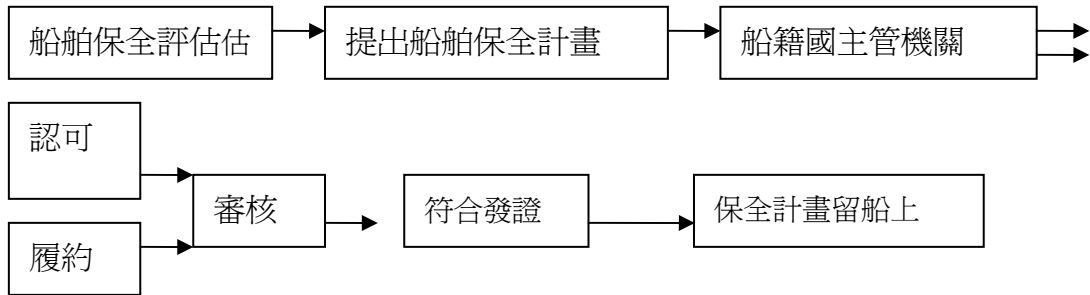 船舶保全評估估
提出船舶保全計畫
船籍國主管機關
認可
審核
符合發證
保全計畫留船上
履約